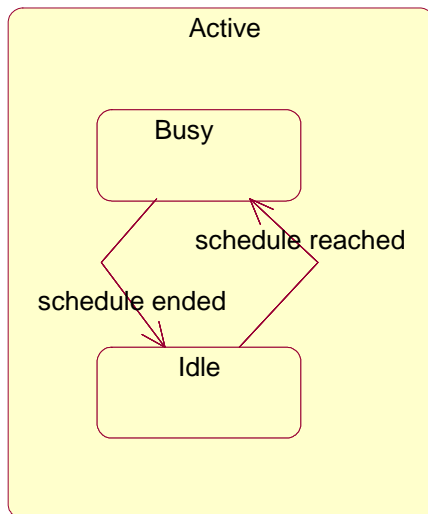 Active
Busy
schedule reached
schedule ended
Idle